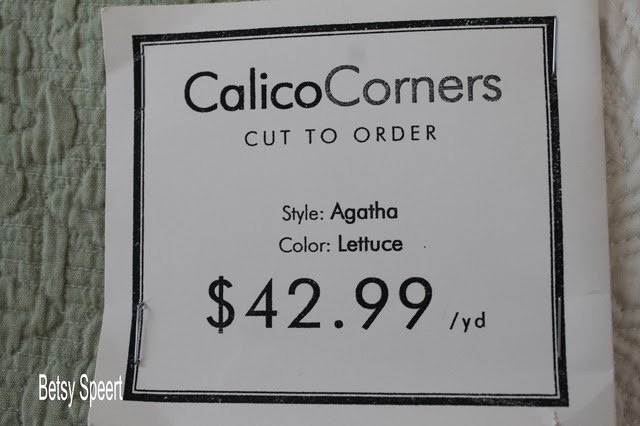 CalicoCorners
CUT TO ORDER
Style: Agatha
Color: Lettuce
$42.99 /yd
Betsy Speert